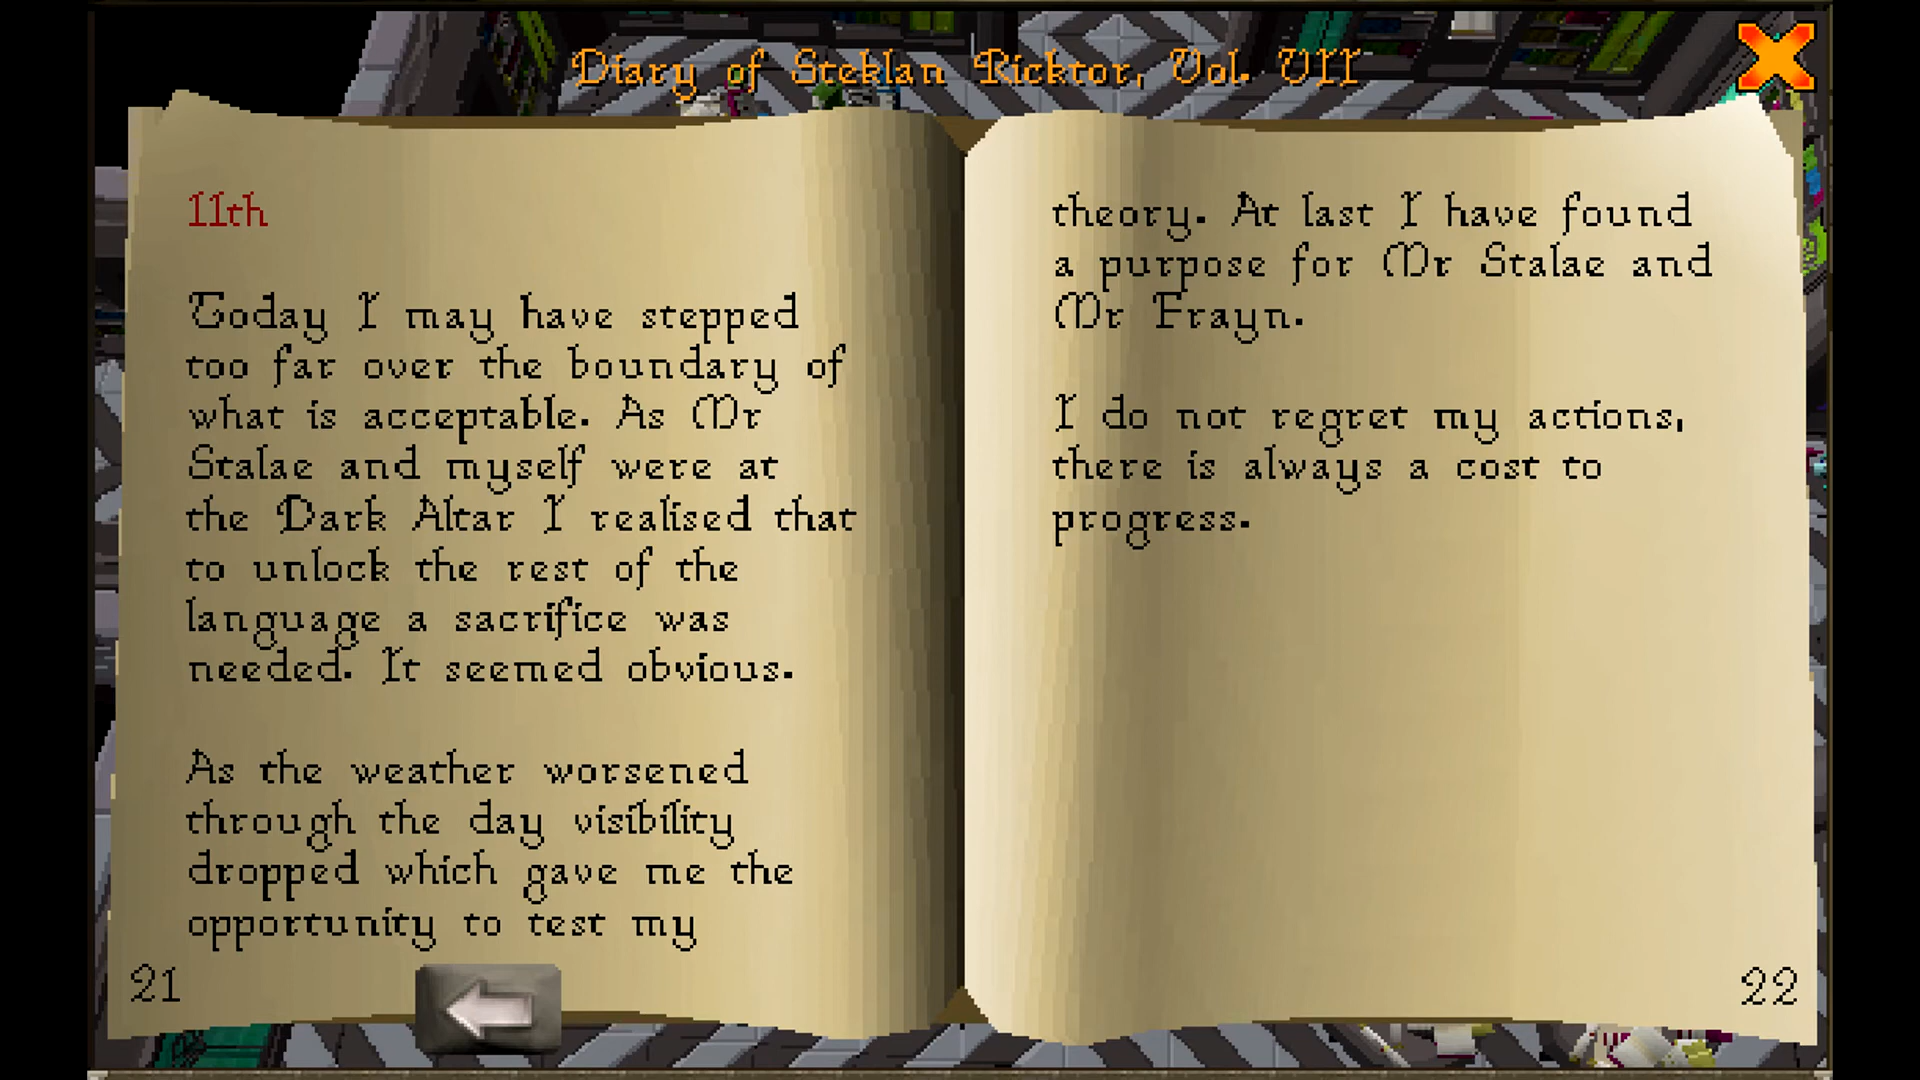 Diary of Steklan Ricktor, Vol. VII
11th
Today I may have stepped
too far over the boundary of
what is acceptable. As Mr
Stalae and myself were at
the Dark Altar I realised that
to unlock the rest of the
language a sacrifice was
needed. It seemed obvious.
As the weather worsened
through the day visibility
dropped which gave me the
opportunity to test my
21
theory. At last I have found
a purpose for Mr Stalae and
Mr Frayn.
I do not regret my actions,
there is always a cost to
progress.
22